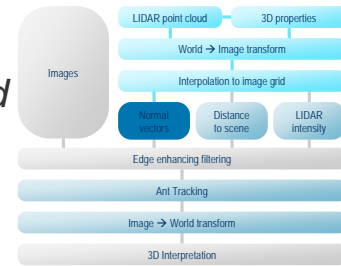 LIDAR point cloud
3D properties
World → Image transform
Images
Interpolation to image grid
d
Normal
vectors
Distance
to scene
LIDAR
intensity
Edge enhancing filtering
Ant Tracking
Image → World transform
3D Interpretation